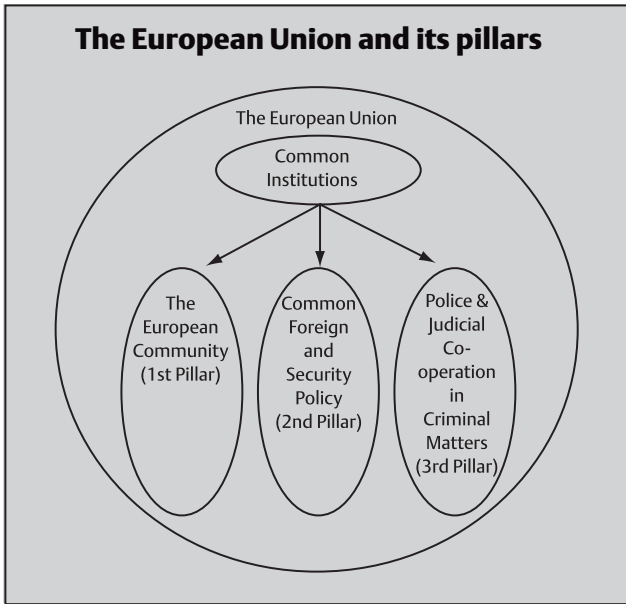 The European Union and its pillars
The European Union
Common
Institutions
The
European
Community
(1st Pillar)
Common
Foreign
and
Security
Policy
(2nd Pillar)
Police &
Judicial
Co-
operation
in
Criminal
Matters
(3rd Pillar)